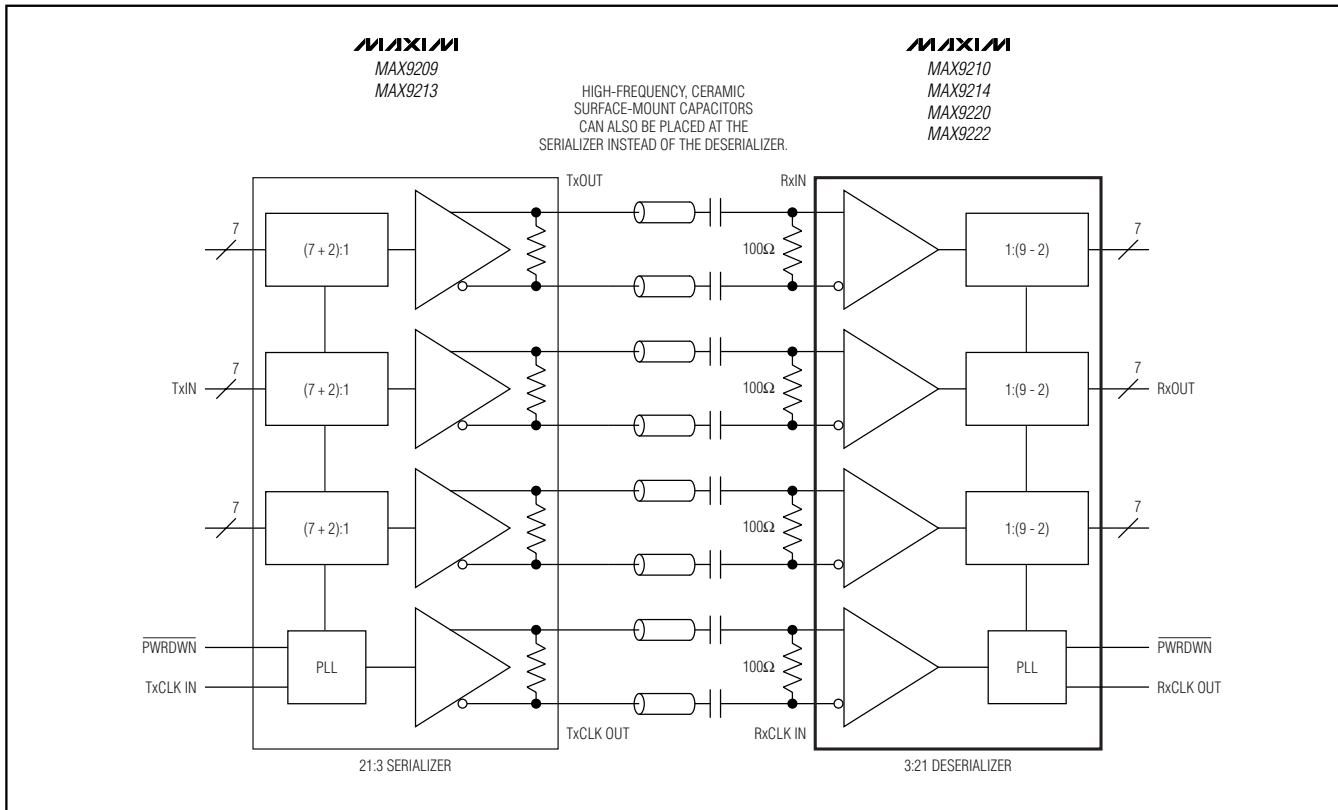 MAXIM
MAX9209
MAX9213
HIGH-FREQUENCY, CERAMIC
SURFACE-MOUNT CAPACITORS
CAN ALSO BE PLACED AT THE
SERIALIZER INSTEAD OF THE DESERIALIZER.
MAXIM
MAX9210
MAX9214
MAX9220
MAX9222
TxOUT
RxIN
7
(7 + 2):1
100Ω
1:(9 - 2)
7
TxIN
7
(7 + 2):1
100Ω
1:(9 - 2)
7
RxOUT
7
(7 + 2):1
100Ω
1:(9 - 2)
7
PWRDWN
TxCLK IN
PLL
100Ω
PLL
PWRDWN
RxCLK OUT
TxCLK OUT
RxCLK IN
21:3 SERIALIZER
3:21 DESERIALIZER